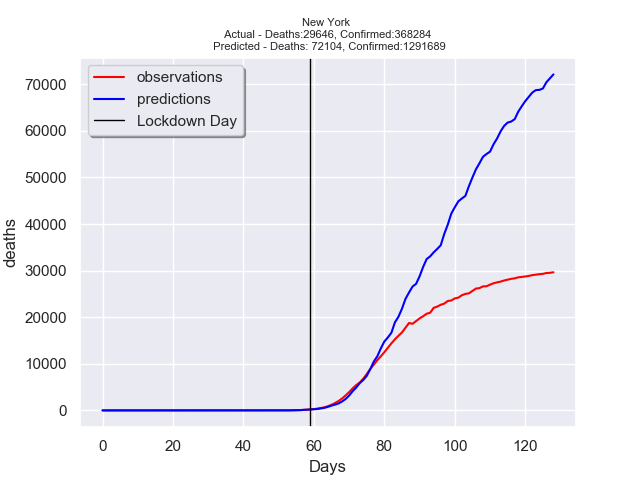 New York
Actual - Deaths:29646, Confirmed:368284
Predicted - Deaths: 72104, Confirmed:1291689
observations
predictions
Lockdown Day
70000
60000
50000
40000
30000
20000
10000
0
deaths
0 20 40 60 80 100 120
Days